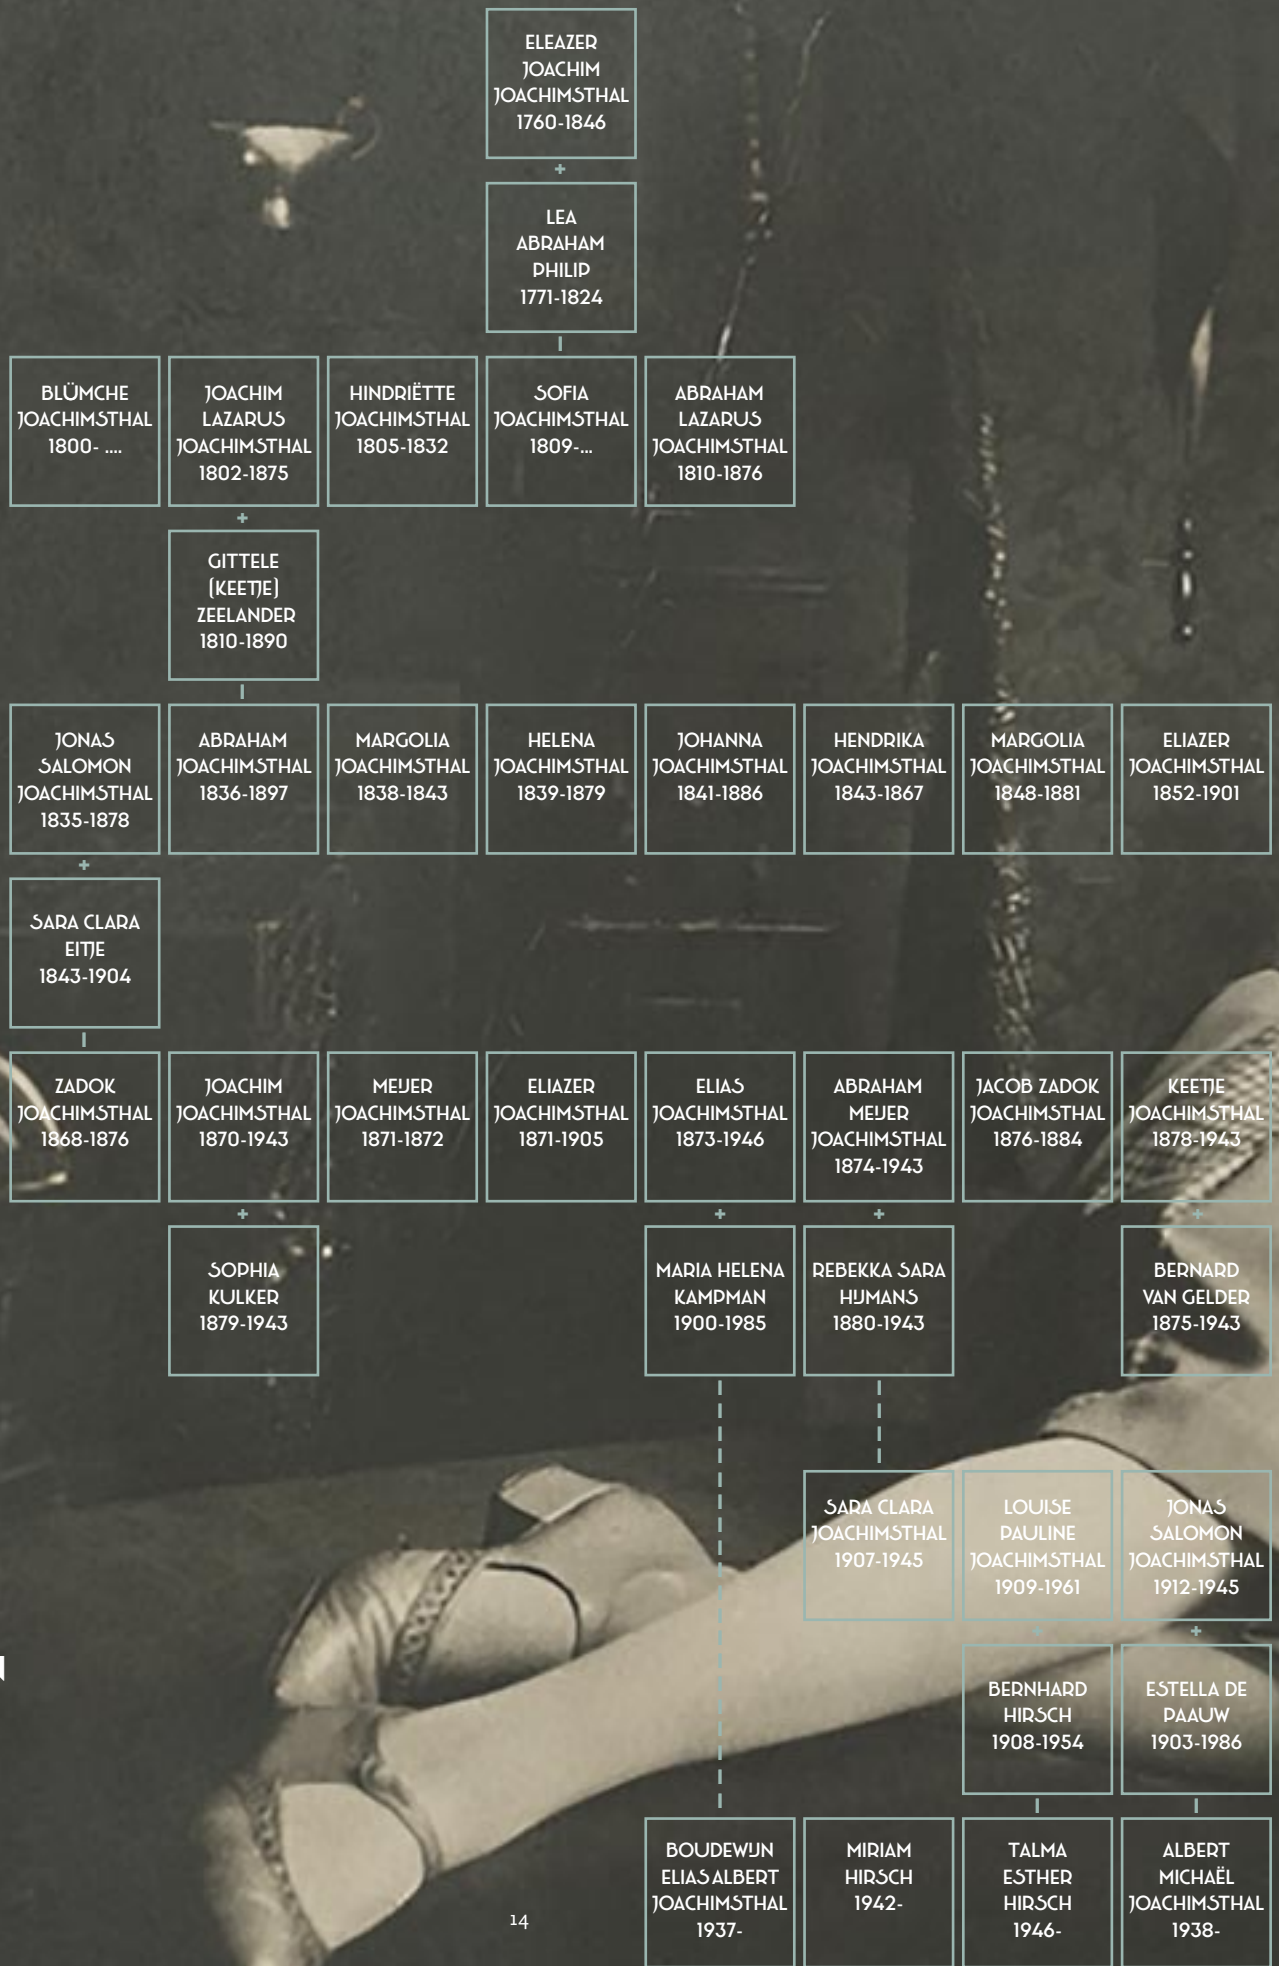 ELEAZER
JOACHIM
JOACHIMSTHAL
1760-1846
+
LEA
ABRAHAM
PHILIP
1771-1824
BLÜMCHE
JOACHIMSTHAL
1800- ....
JOACHIM
LAZARUS
JOACHIMSTHAL
1802-1875
HINDRIËTTE
JOACHIMSTHAL
1805-1832
SOFIA
JOACHIMSTHAL
1809-...
ABRAHAM
LAZARUS
JOACHIMSTHAL
1810-1876
+
GITTELE
(KEETJE)
ZEELANDER
1810-1890
JONAS
SALOMON
JOACHIMSTHAL
1835-1878
ABRAHAM
JOACHIMSTHAL
1836-1897
MARGOLIA
JOACHIMSTHAL
1838-1843
HELENA
JOACHIMSTHAL
1839-1879
JOHANNA
JOACHIMSTHAL
1841-1886
HENDRIKA
JOACHIMSTHAL
1843-1867
MARGOLIA
JOACHIMSTHAL
1848-1881
ELIAZER
JOACHIMSTHAL
1852-1901
+
SARA CLARA
EITJE
1843-1904
ZADOK
JOACHIMSTHAL
1868-1876
JOACHIM
JOACHIMSTHAL
1870-1943
MEIJER
JOACHIMSTHAL
1871-1872
ELIAZER
JOACHIMSTHAL
1871-1905
ELIAS
JOACHIMSTHAL
1873-1946
ABRAHAM
MEIJER
JOACHIMSTHAL
1874-1943
JACOB ZADOK
JOACHIMSTHAL
1876-1884
KEETJE
JOACHIMSTHAL
1878-1943
+
+
+
+
SOPHIA
KULKER
1879-1943
MARIA HELENA
KAMPMAN
1900-1985
REBEKKA SARA
HIJMANS
1880-1943
BERNARD
VAN GELDER
1875-1943
SARA CLARA
JOACHIMSTHAL
1907-1945
LOUISE
PAULINE
JOACHIMSTHAL
1909-1961
JONAS
SALOMON
JOACHIMSTHAL
1912-1945
+
+
BERNHARD
HIRSCH
1908-1954
ESTELLA DE
PAAUW
1903-1986
BOUDEWIJN
ELIAS ALBERT
JOACHIMSTHAL
1937-
MIRIAM
HIRSCH
1942-
TALMA
ESTHER
HIRSCH
1946-
ALBERT
MICHAËL
JOACHIMSTHAL
1938-
14